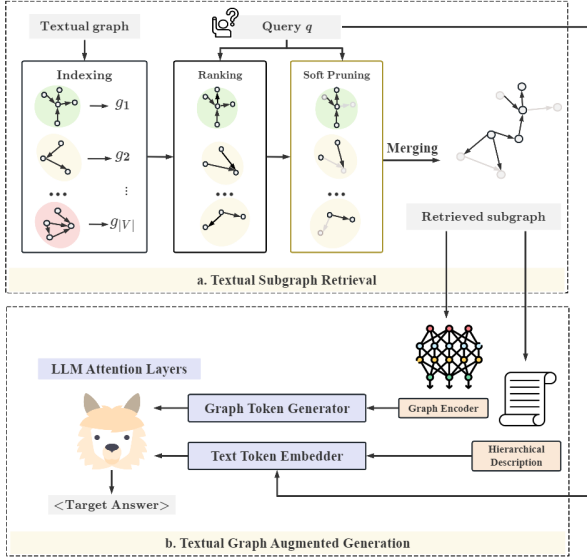 Textual graph
Query q
Indexing
Ranking
Soft Pruning
g1
g2
g|V|
Merging
Retrieved subgraph
a. Textual Subgraph Retrieval
LLM Attention Layers
Graph Token Generator
Graph Encoder
Text Token Embedder
Hierarchical
Description
<Target Answer>
b. Textual Graph Augmented Generation